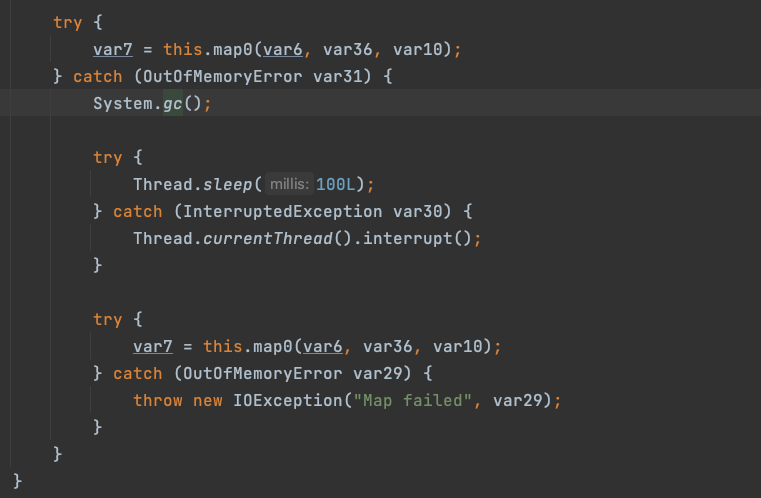 try {
var7 = this.map0(var6, var36, var10);
} catch (OutOfMemoryError var31) {
System.gc();
try {
Thread.sleep( millis: 100L);
} catch (InterruptedException var30) {
Thread.currentThread().interrupt();
}
try {
var7 = this.map0(var6, var36, var10);
} catch (OutOfMemoryError var29) {
throw new IOException("Map failed", var29);
}
}
}